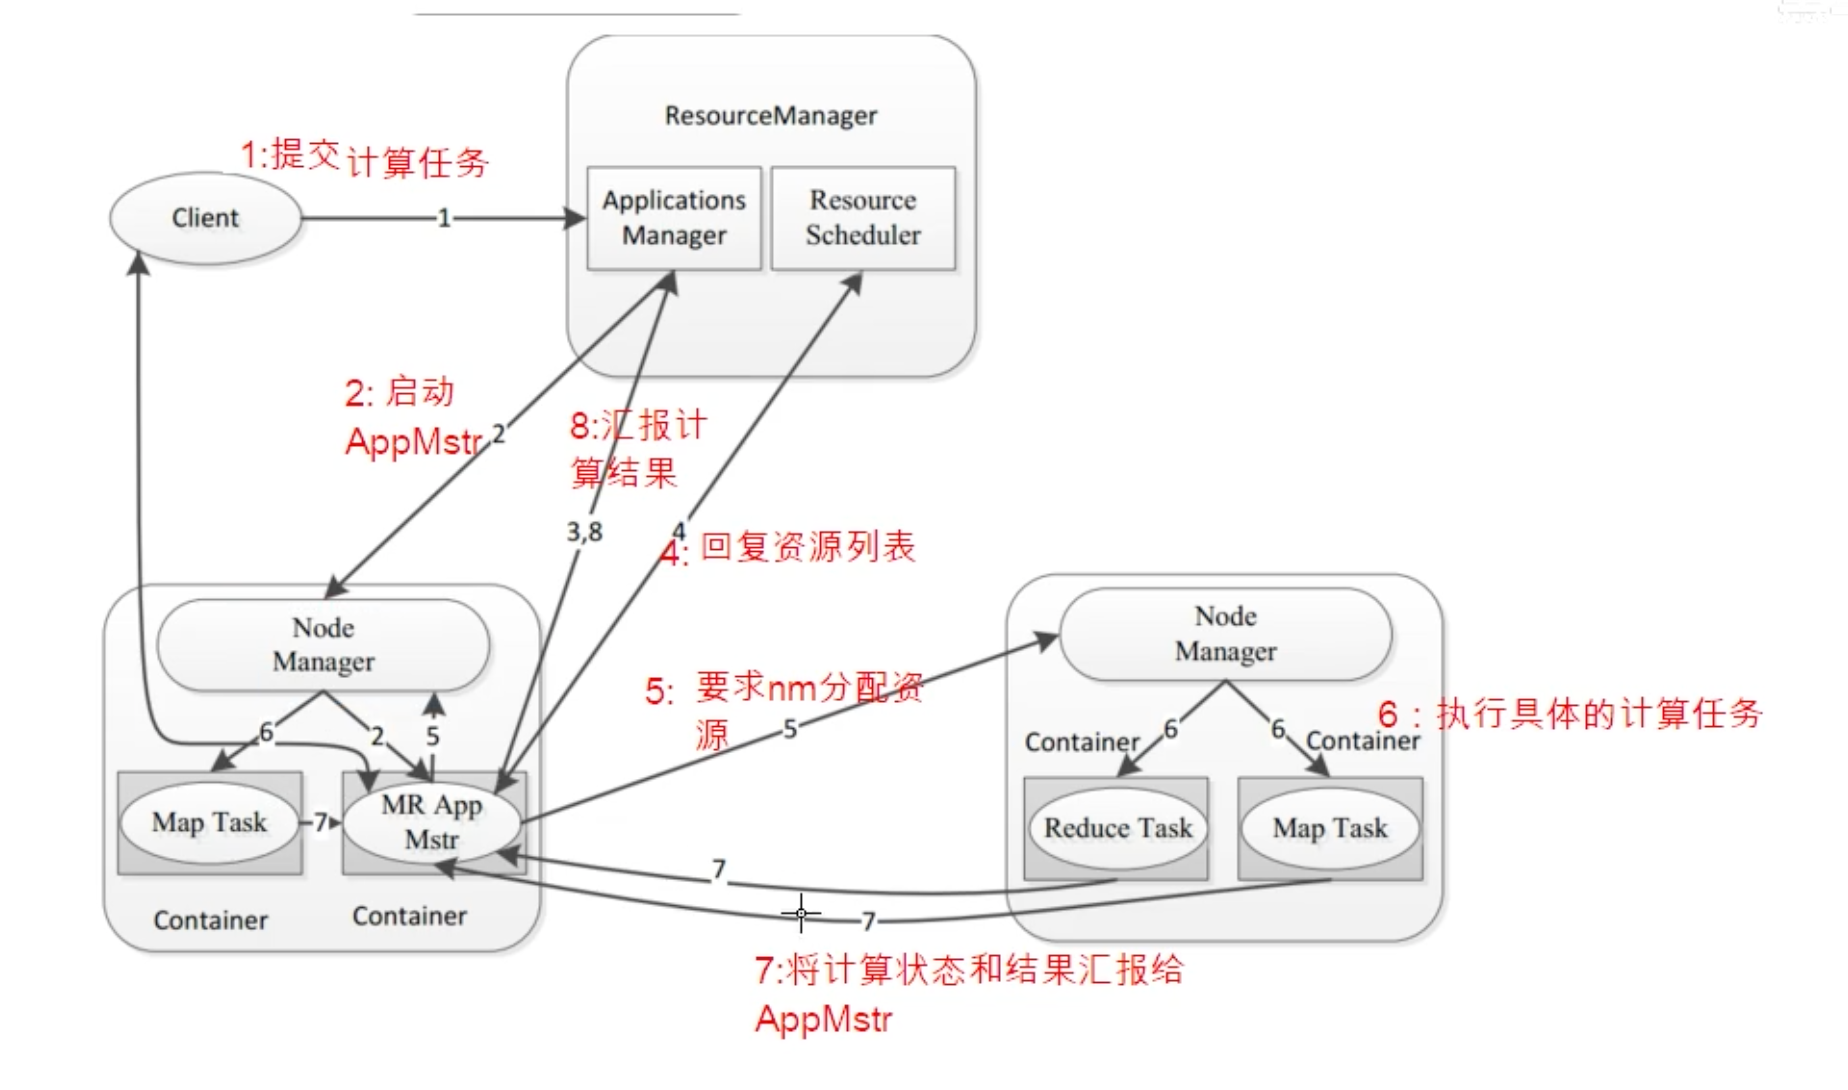 ResourceManager
1:提交计算任务
Client
1
Applications
Manager
Resource
Scheduler
2: 启动
AppMstr
2
8:汇报计
算结果
3,8
4
4: 回复资源列表
Node
Manager
6
2
5
Map Task
7
MR App
Mstr
Container
Container
5: 要求nm分配资
源
5
Node
Manager
6:执行具体的计算任务
6
6
Container
Container
Reduce Task
Map Task
7
7
7:将计算状态和结果汇报给
AppMstr